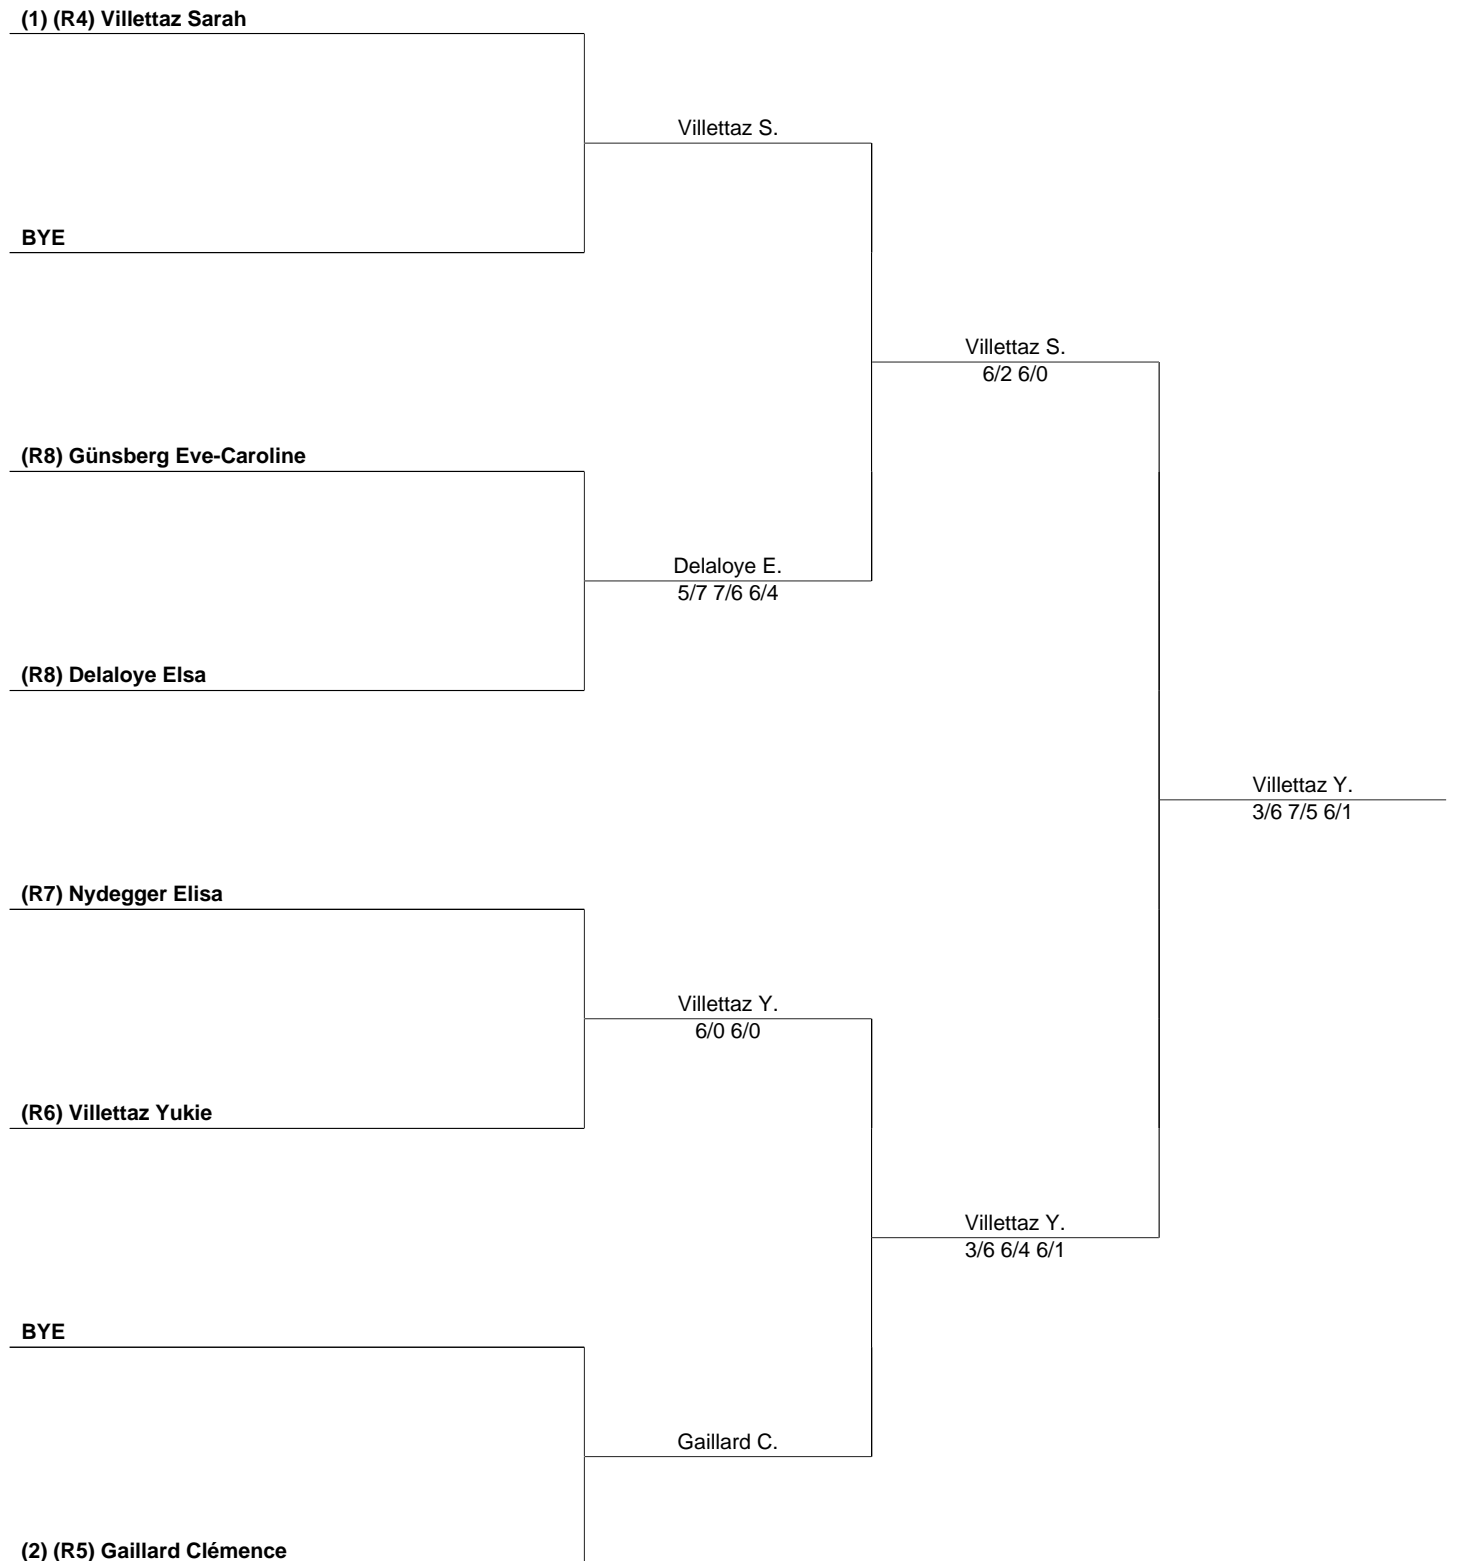 (1) (R4) Villettaz Sarah
Villettaz S.
BYE
Villettaz S.
6/2 6/0
(R8) Günsberg Eve-Caroline
Delaloye E.
5/7 7/6 6/4
(R8) Delaloye Elsa
Villettaz Y.
3/6 7/5 6/1
(R7) Nydegger Elisa
Villettaz Y.
6/0 6/0
(R6) Villettaz Yukie
Villettaz Y.
3/6 6/4 6/1
BYE
Gaillard C.
(2) (R5) Gaillard Clémence